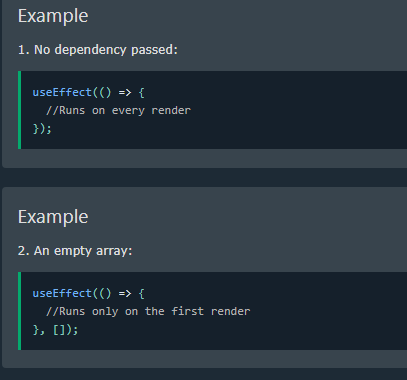 Example
1. No dependency passed:
useEffect(() => {
  //Runs on every render
});
Example
2. An empty array:
useEffect(() => {
  //Runs only on the first render
}, []);